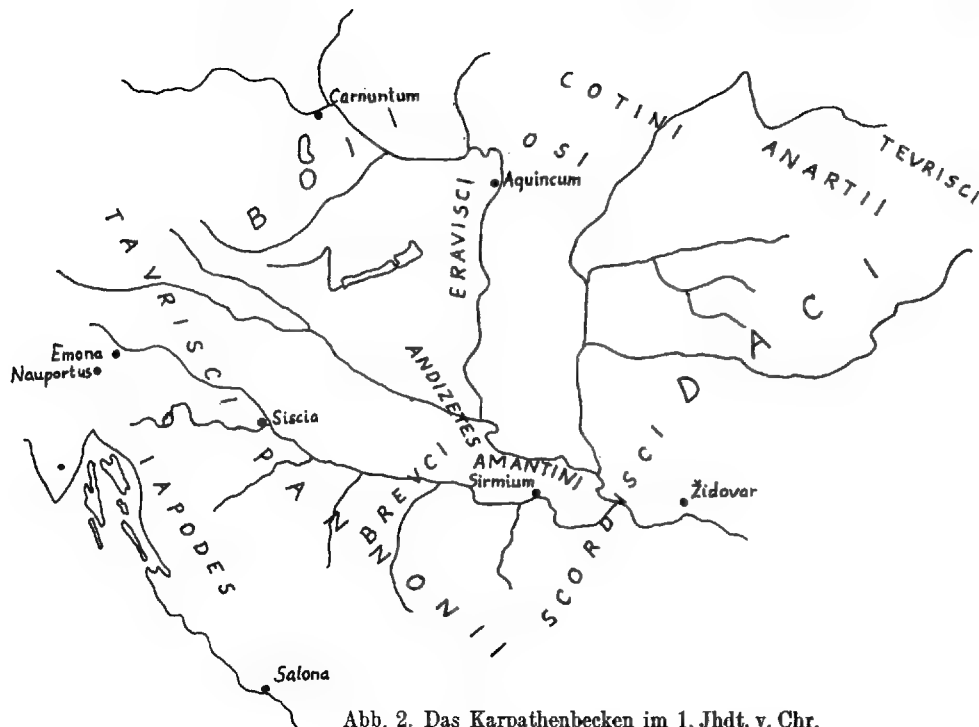 Carnuntum
COTINI
OSI
TEVRISCI
ANARTII
BOII
Aquincum
TAVRISCI
ERAVISCI
DACI
Emona
Nauportus
ANDIZETES
Siscia
BREVCI
AMANTINI
Sirmium
Židovar
IAPODES
PANNONII
SCORDISCI
Salona
Abb. 2. Das Karpathenbecken im 1. Jhdt. v. Chr.